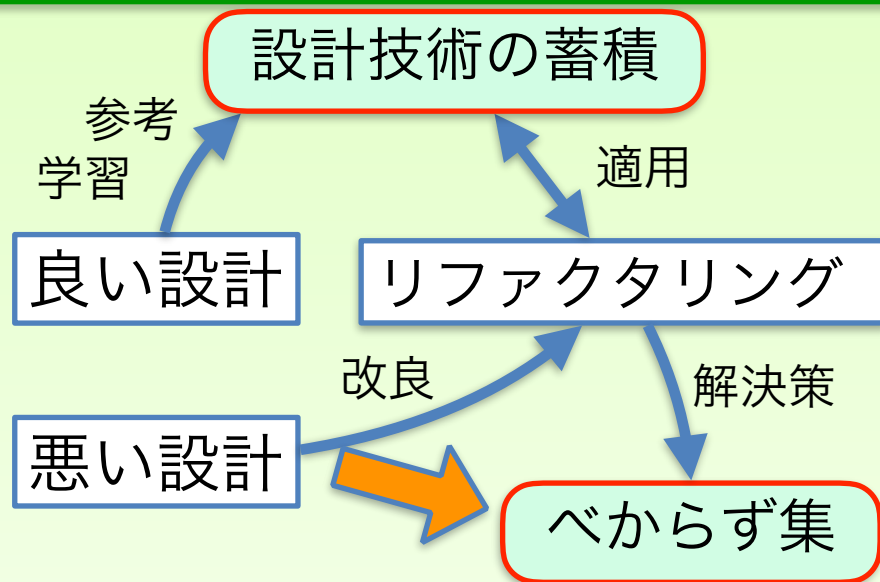 設計技術の蓄積
参考
学習
適用
良い設計
リファクタリング
改良
解決策
悪い設計
べからず集